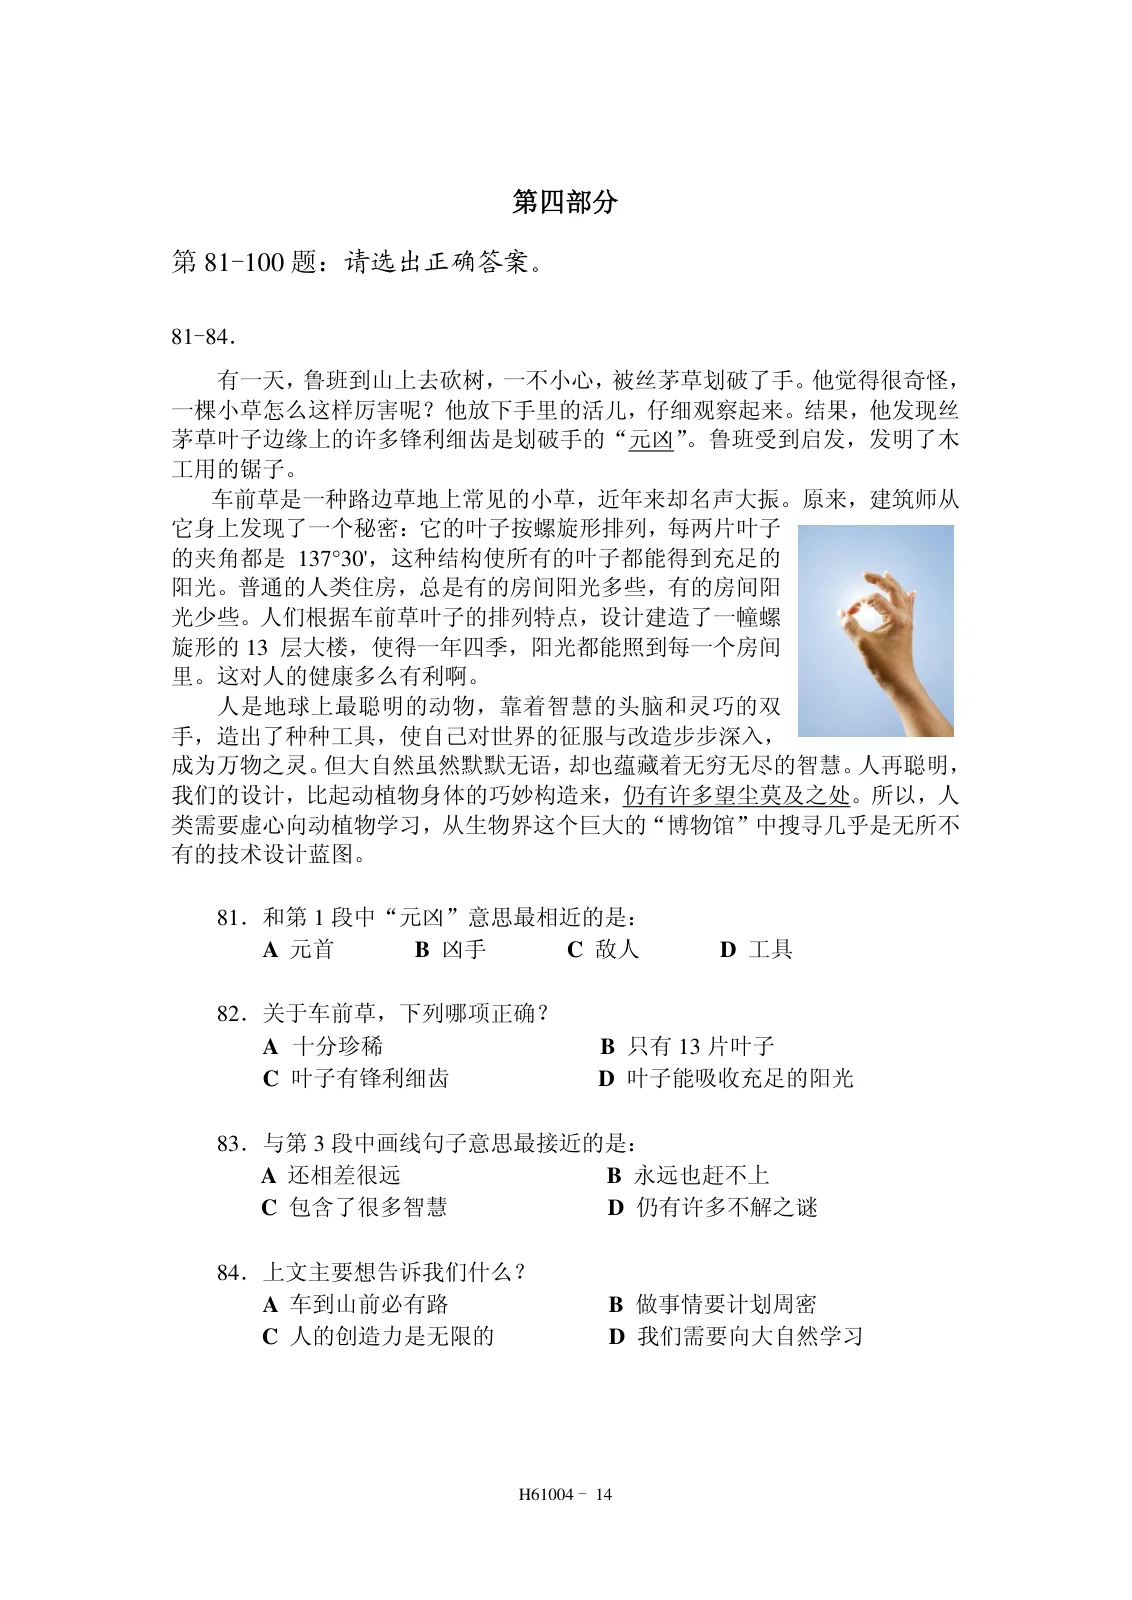 第四部分
第 81-100 题：请选出正确答案。
81-84.
有一天，鲁班到山上去砍树，一不小心，被丝茅草划破了手。他觉得很奇怪，
一棵小草怎么这样厉害呢？他放下手里的活儿，仔细观察起来。结果，他发现丝
茅草叶子边缘上的许多锋利细齿是划破手的“元凶”。鲁班受到启发，发明了木
工用的锯子。
车前草是一种路边草地上常见的小草，近年来却名声大振。原来，建筑师从
它身上发现了一个秘密：它的叶子按螺旋形排列，每两片叶子
的夹角都是 137°30'，这种结构使所有的叶子都能得到充足的
阳光。普通的人类住房，总是有的房间阳光多些，有的房间阳
光少些。人们根据车前草叶子的排列特点，设计建造了一幢螺
旋形的 13 层大楼，使得一年四季，阳光都能照到每一个房间
里。这对人的健康多么有利啊。
人是地球上最聪明的动物，靠着智慧的头脑和灵巧的双
手，造出了种种工具，使自己对世界的征服与改造步步深入，
成为万物之灵。但大自然虽然默默无语，却也蕴藏着无穷无尽的智慧。人再聪明，
我们的设计，比起动植物身体的巧妙构造来，仍有许多望尘莫及之处。所以，人
类需要虚心向动植物学习，从生物界这个巨大的“博物馆”中搜寻几乎是无所不
有的技术设计蓝图。
81．和第 1 段中“元凶”意思最相近的是：
A 元首 B 凶手 C 敌人 D 工具
82．关于车前草，下列哪项正确？
A 十分珍稀 B 只有 13 片叶子
C 叶子有锋利细齿 D 叶子能吸收充足的阳光
83．与第 3 段中画线句子意思最接近的是：
A 还相差很远 B 永远也赶不上
C 包含了很多智慧 D 仍有许多不解之谜
84．上文主要想告诉我们什么？
A 车到山前必有路 B 做事情要计划周密
C 人的创造力是无限的 D 我们需要向大自然学习
H61004 - 14